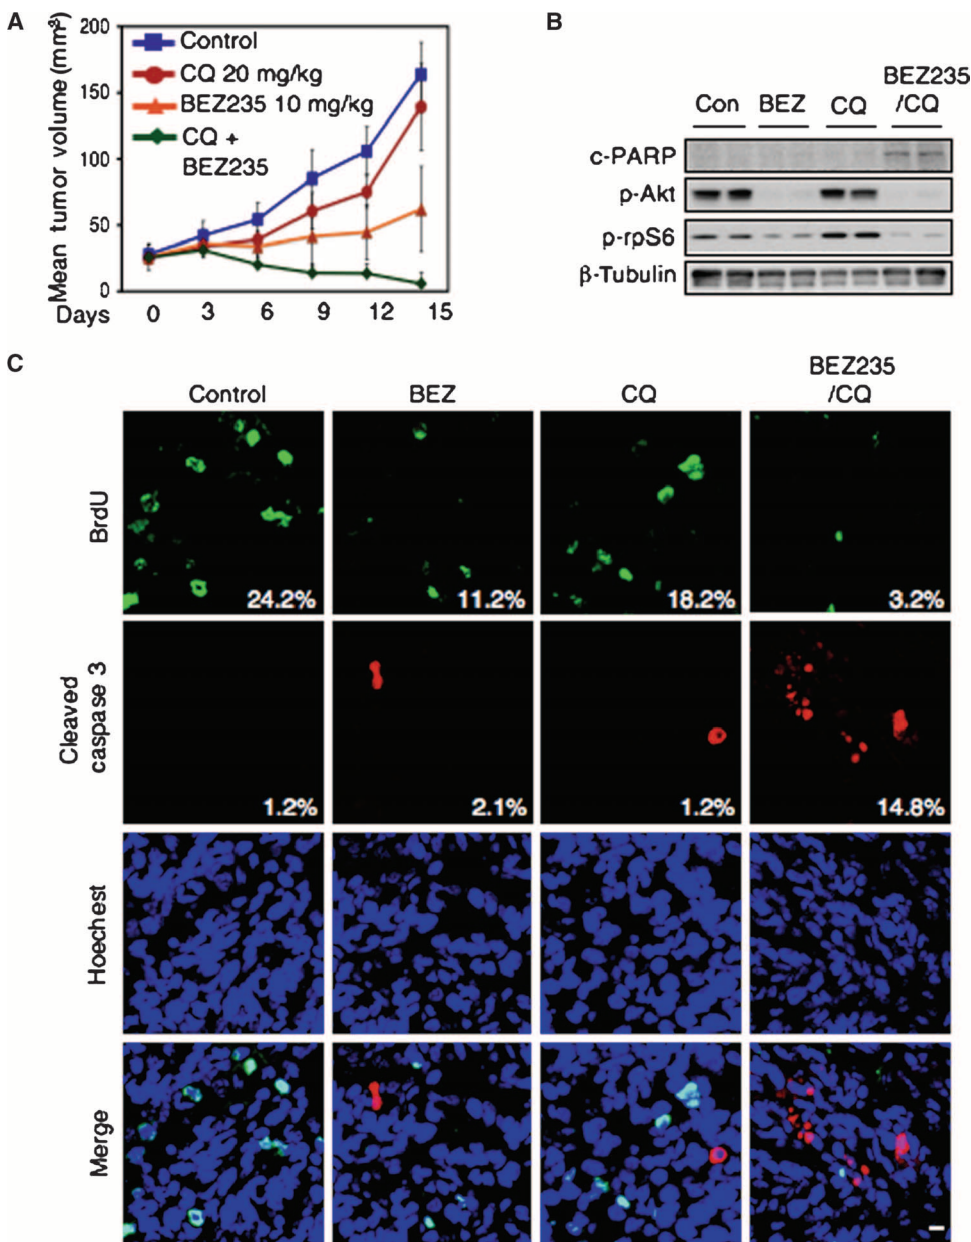 A
Mean tumor volume (mm³)
200
150
100
50
0
Control
CQ 20 mg/kg
BEZ235 10 mg/kg
CQ +
BEZ235
Days 0 3 6 9 12 15
B
Con BEZ CQ BEZ235
/CQ
c-PARP
p-Akt
p-rpS6
β-Tubulin
C
Control BEZ CQ BEZ235
/CQ
BrdU
24.2% 11.2% 18.2% 3.2%
Cleaved
caspase 3
1.2% 2.1% 1.2% 14.8%
Hoechest
Merge